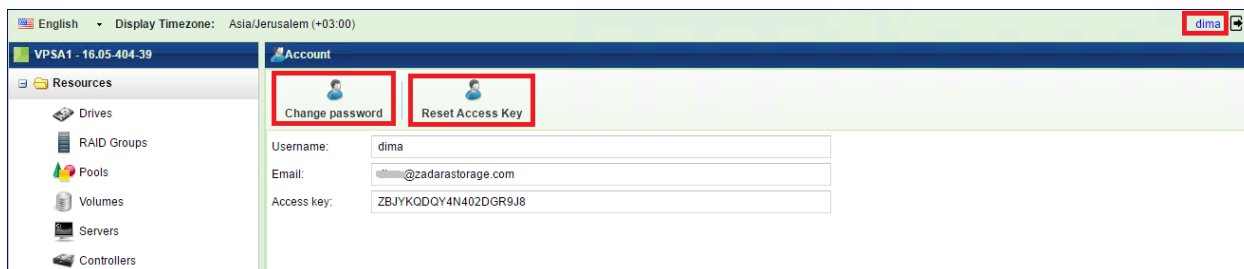 English Display Timezone: Asia/Jerusalem (+03:00) dima
VPSA1 - 16.05-404-39
Account
Resources
Change password
Reset Access Key
Drives
RAID Groups
Pools
Volumes
Servers
Controllers
Username: dima
Email: @zadarastorage.com
Access key: ZBJYKQDQY4N402DGR9J8